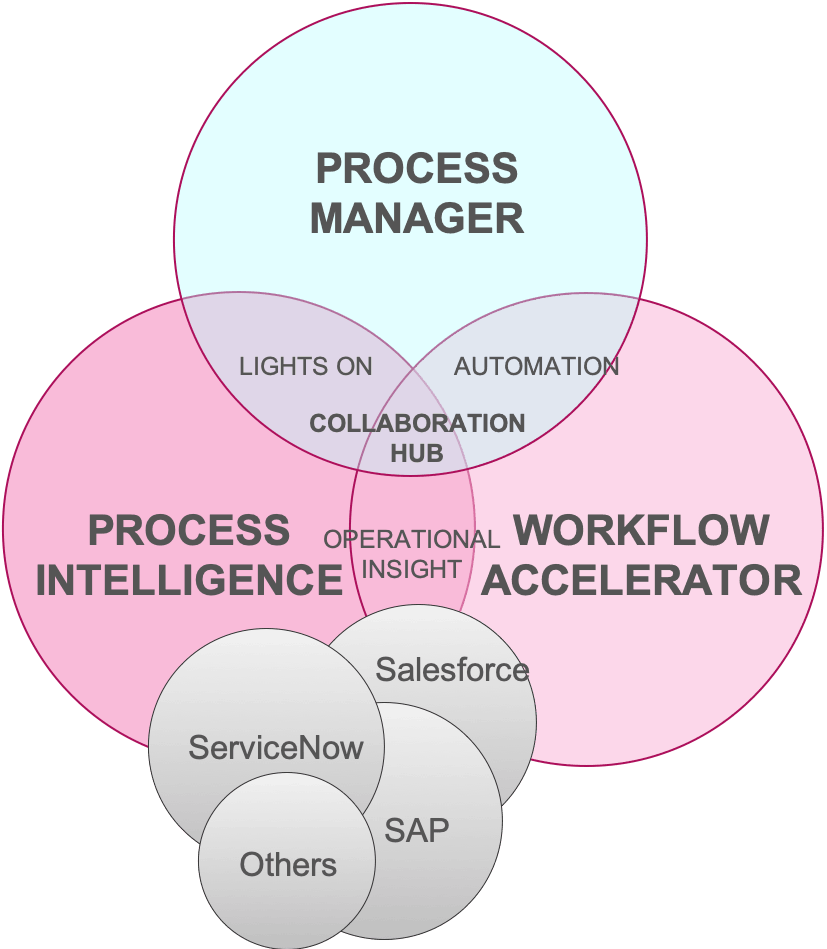 PROCESS
MANAGER
LIGHTS ON
AUTOMATION
COLLABORATION
HUB
PROCESS
INTELLIGENCE
OPERATIONAL
INSIGHT
WORKFLOW
ACCELERATOR
Salesforce
ServiceNow
SAP
Others